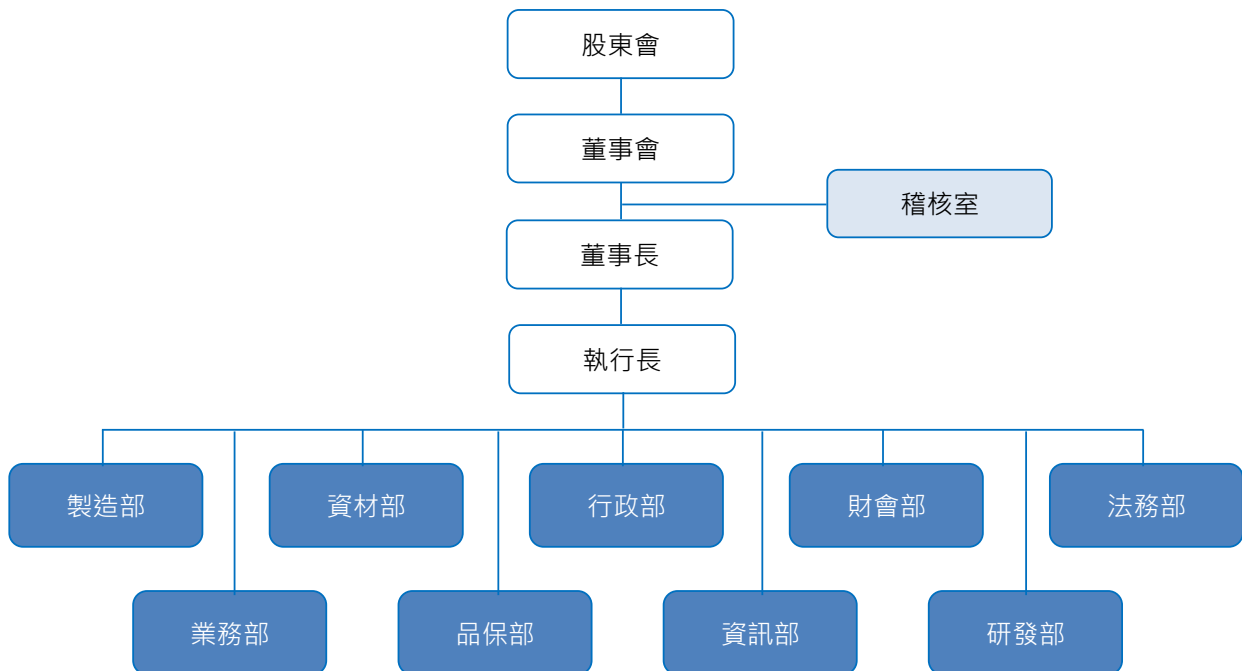 股東會
董事會
稽核室
董事長
執行長
製造部
資材部
行政部
財會部
法務部
業務部
品保部
資訊部
研發部